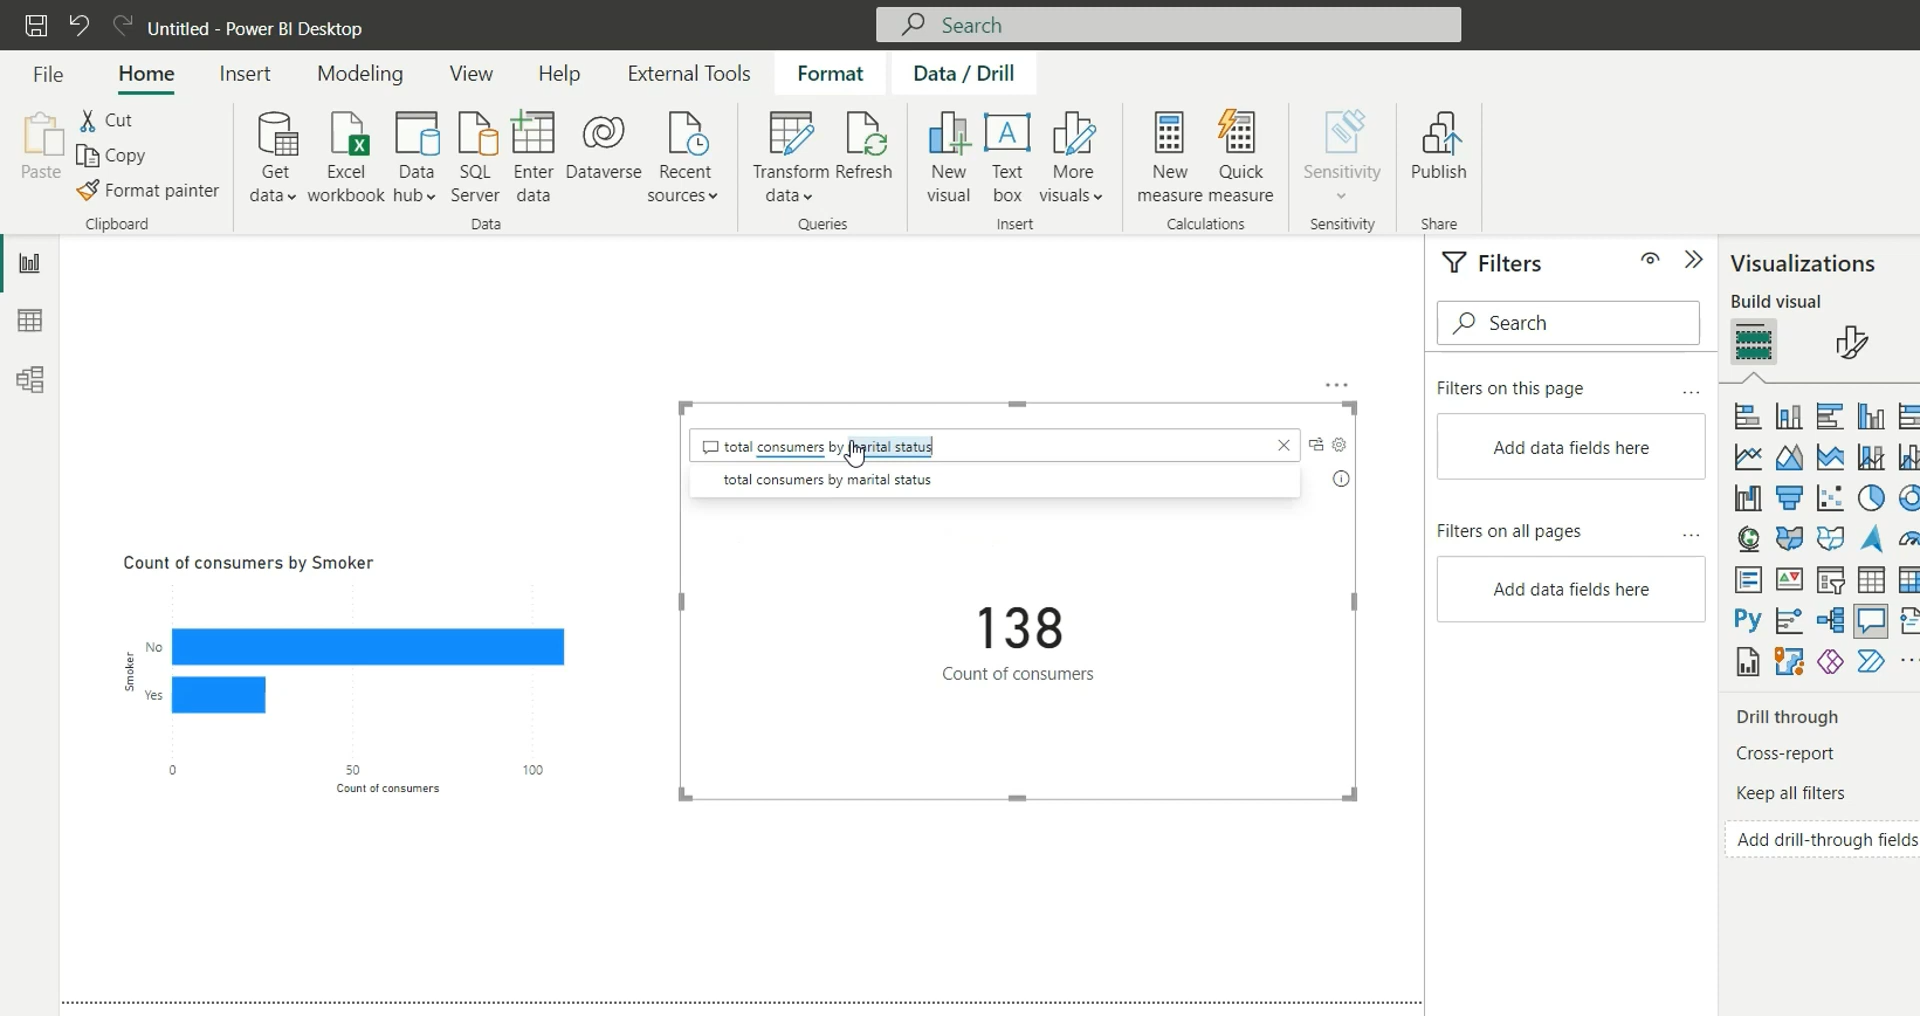 Untitled - Power BI Desktop
Search
File Home Insert Modeling View Help External Tools Format Data / Drill
Paste
Cut
Copy
Format painter
Clipboard
Get data
Excel workbook
Data hub
SQL Server
Enter data
Dataverse
Recent sources
Data
Transform data
Refresh
Queries
New visual
Text box
More visuals
Insert
New measure
Quick measure
Calculations
Sensitivity
Sensitivity
Publish
Share
total consumers by marital status
total consumers by marital status
138
Count of consumers
Count of consumers by Smoker
Smoker
No
Yes
0 50 100
Count of consumers
Filters
Search
Filters on this page
...
Add data fields here
Filters on all pages
...
Add data fields here
Visualizations
Build visual
Py
Drill through
Cross-report
Keep all filters
Add drill-through fields